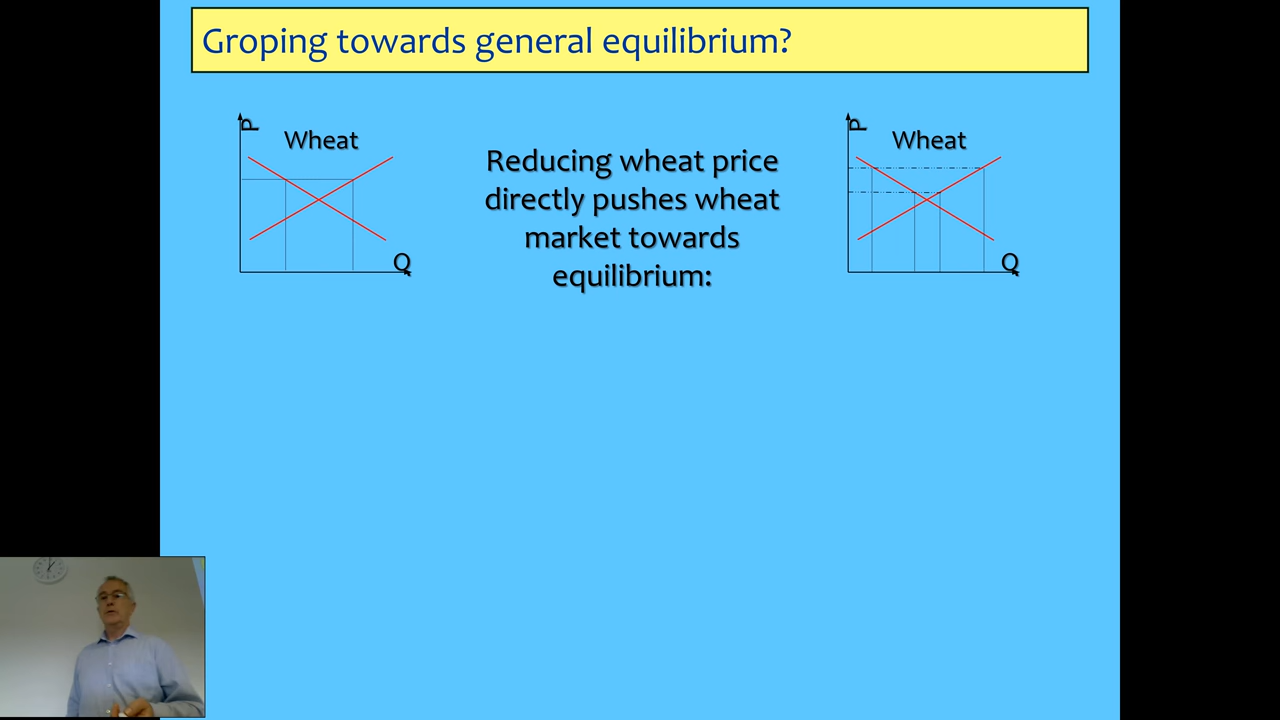 Groping towards general equilibrium?
P
Wheat
Q
Reducing wheat price
directly pushes wheat
market towards
equilibrium:
P
Wheat
Q